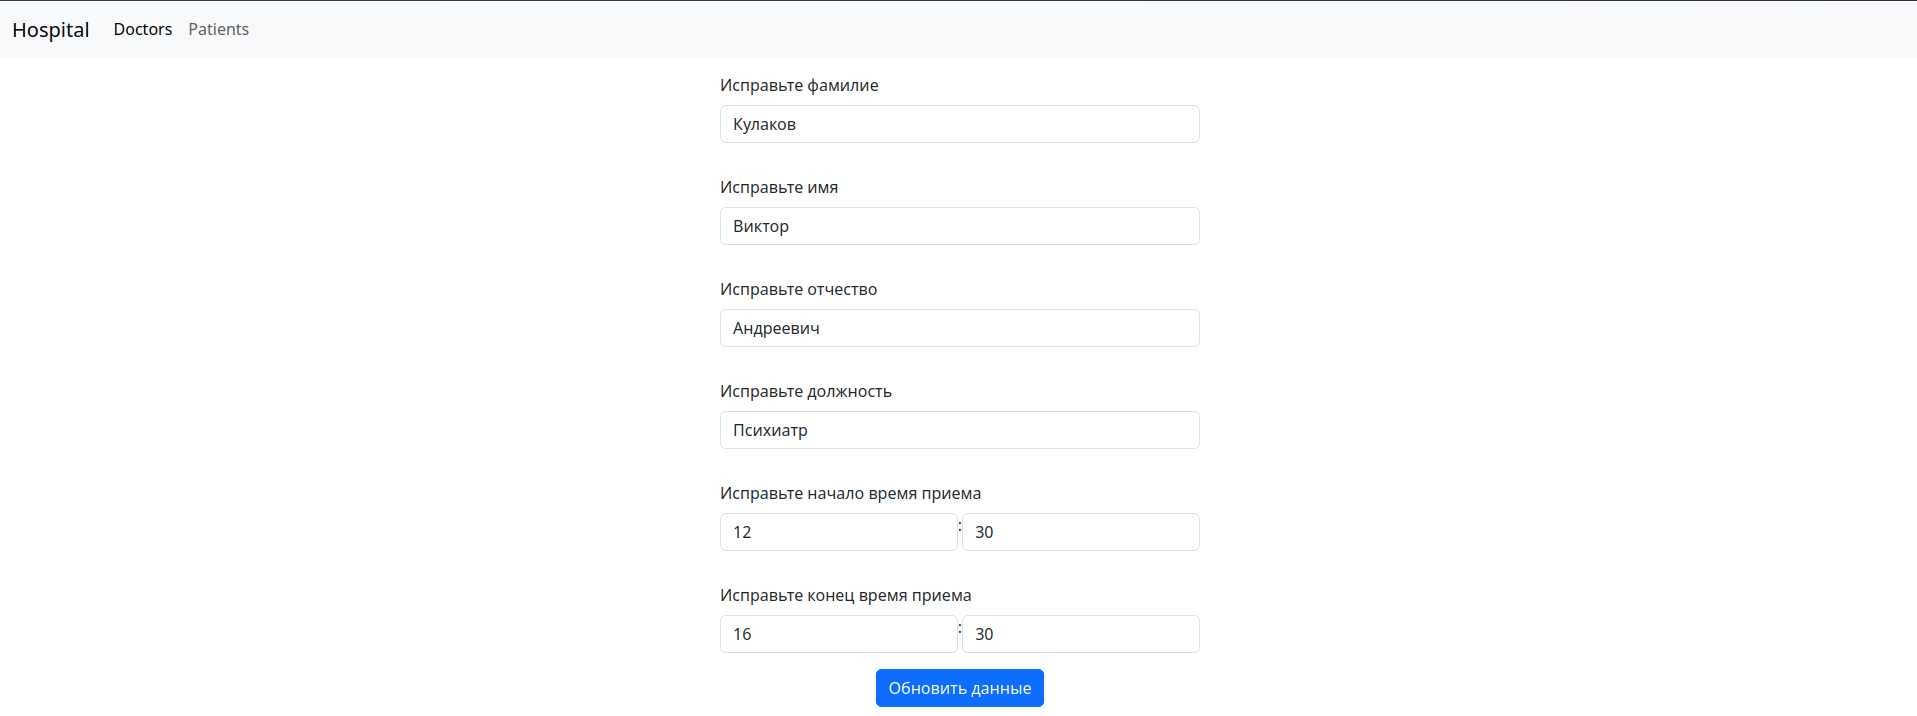 Hospital Doctors Patients
Исправьте фамилие
Кулаков
Исправьте имя
Виктор
Исправьте отчество
Андреевич
Исправьте должность
Психиатр
Исправьте начало время приема
12 : 30
Исправьте конец время приема
16 : 30
Обновить данные